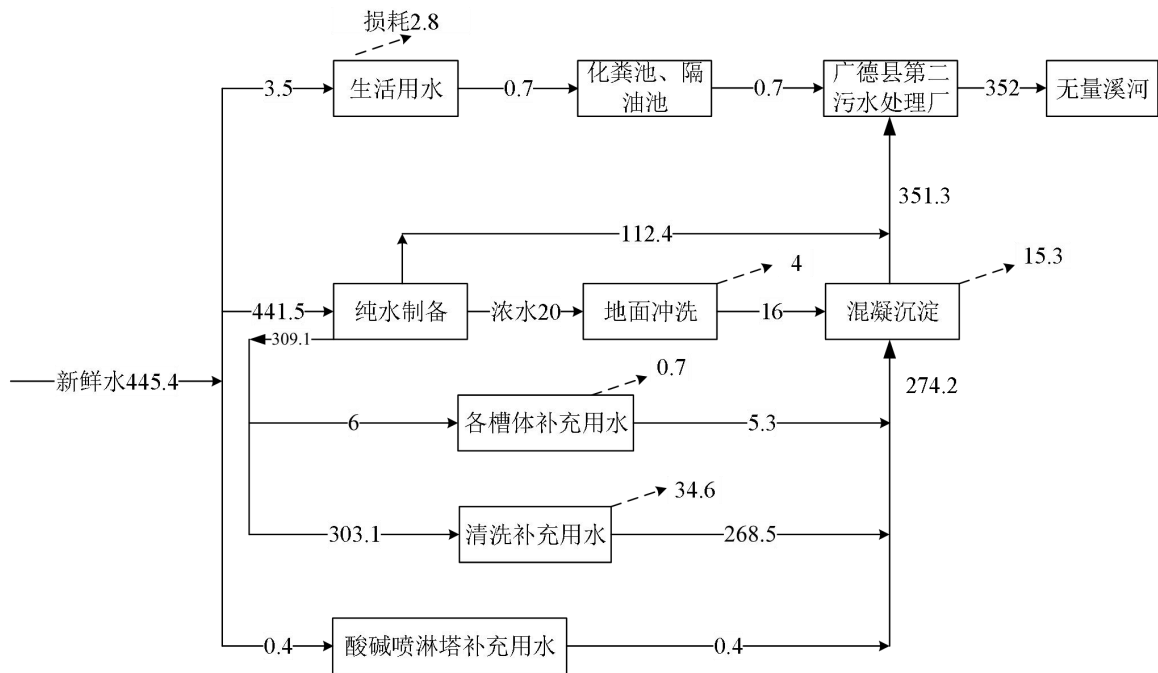 损耗2.8
3.5
生活用水
0.7
化粪池、隔
油池
0.7
广德县第二
污水处理厂
352
无量溪河
351.3
112.4
4
15.3
441.5
纯水制备
浓水20
地面冲洗
16
混凝沉淀
309.1
新鲜水445.4
0.7
274.2
6
各槽体补充用水
5.3
34.6
303.1
清洗补充用水
268.5
0.4
酸碱喷淋塔补充用水
0.4